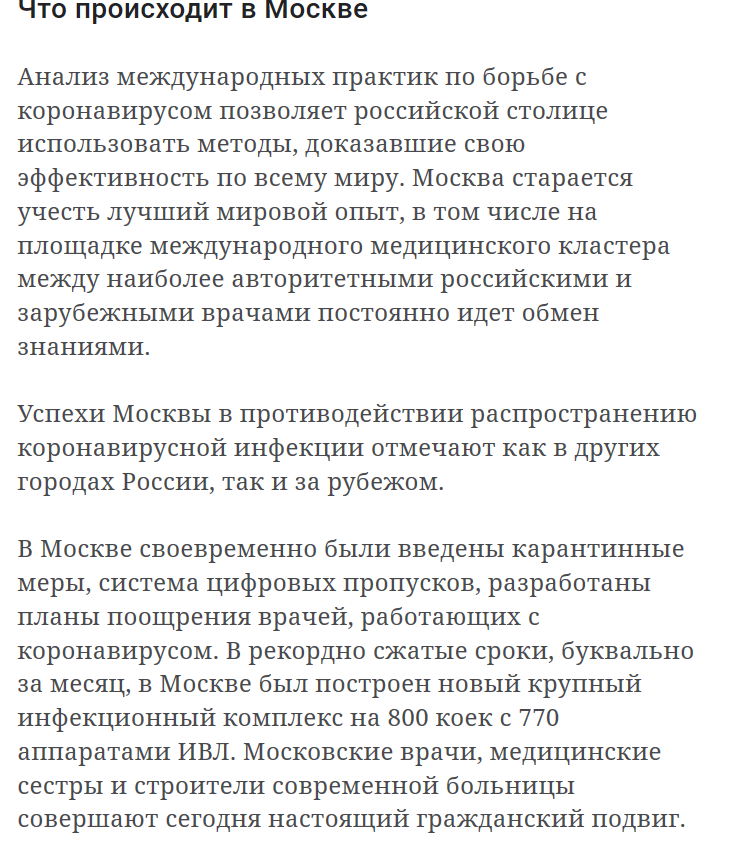 Что происходит в Москве
Анализ международных практик по борьбе с
коронавирусом позволяет российской столице
использовать методы, доказавшие свою
эффективность по всему миру. Москва старается
учесть лучший мировой опыт, в том числе на
площадке международного медицинского кластера
между наиболее авторитетными российскими и
зарубежными врачами постоянно идет обмен
знаниями.
Успехи Москвы в противодействии распространению
коронавирусной инфекции отмечают как в других
городах России, так и за рубежом.
В Москве своевременно были введены карантинные
меры, система цифровых пропусков, разработаны
планы поощрения врачей, работающих с
коронавирусом. В рекордно сжатые сроки, буквально
за месяц, в Москве был построен новый крупный
инфекционный комплекс на 800 коек с 770
аппаратами ИВЛ. Московские врачи, медицинские
сестры и строители современной больницы
совершают сегодня настоящий гражданский подвиг.